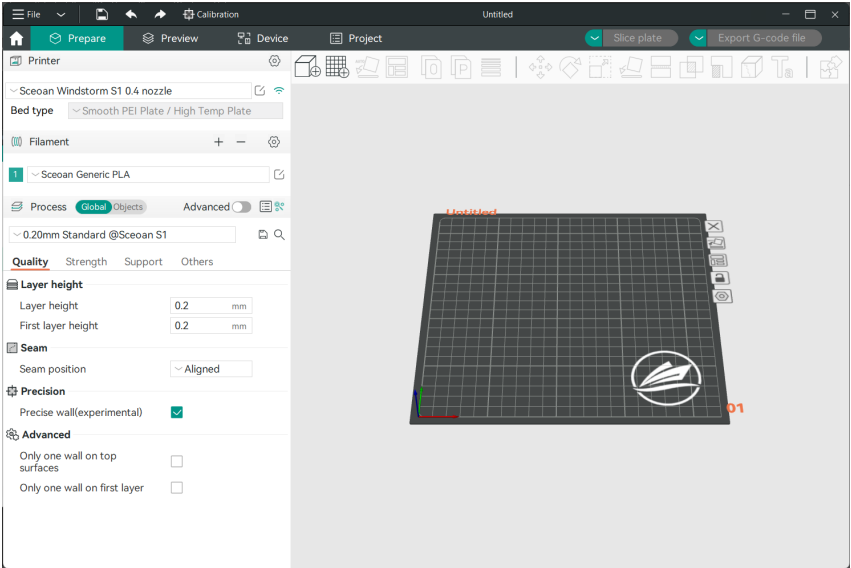 File
Calibration
Untitled
Prepare
Preview
Device
Project
Slice plate
Export G-code file
Printer
Sceoan Windstorm S1 0.4 nozzle
Bed type
Smooth PEI Plate / High Temp Plate
Filament
1
Sceoan Generic PLA
Process
Global
Objects
Advanced
0.20mm Standard @Sceoan S1
Quality
Strength
Support
Others
Layer height
Layer height 0.2 mm
First layer height 0.2 mm
Seam
Seam position Aligned
Precision
Precise wall(experimental)
Advanced
Only one wall on top
surfaces
Only one wall on first layer
Untitled
01